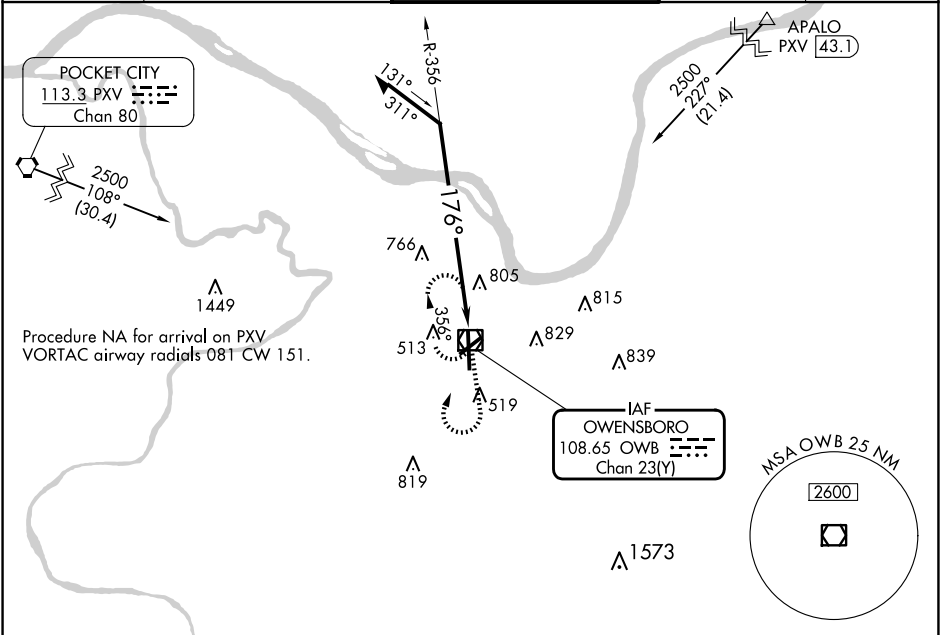 APALO
PXV 43.1
2500
227°
(21.4)
R-356
131°
311°
POCKET CITY
113.3 PXV
Chan 80
2500
108°
(30.4)
176°
766
805
815
1449
356°
513
829
839
Procedure NA for arrival on PXV
VORTAC airway radials 081 CW 151.
519
IAF
OWENSBORO
108.65 OWB
Chan 23(Y)
819
MSA OWB 25 NM
2600
1573